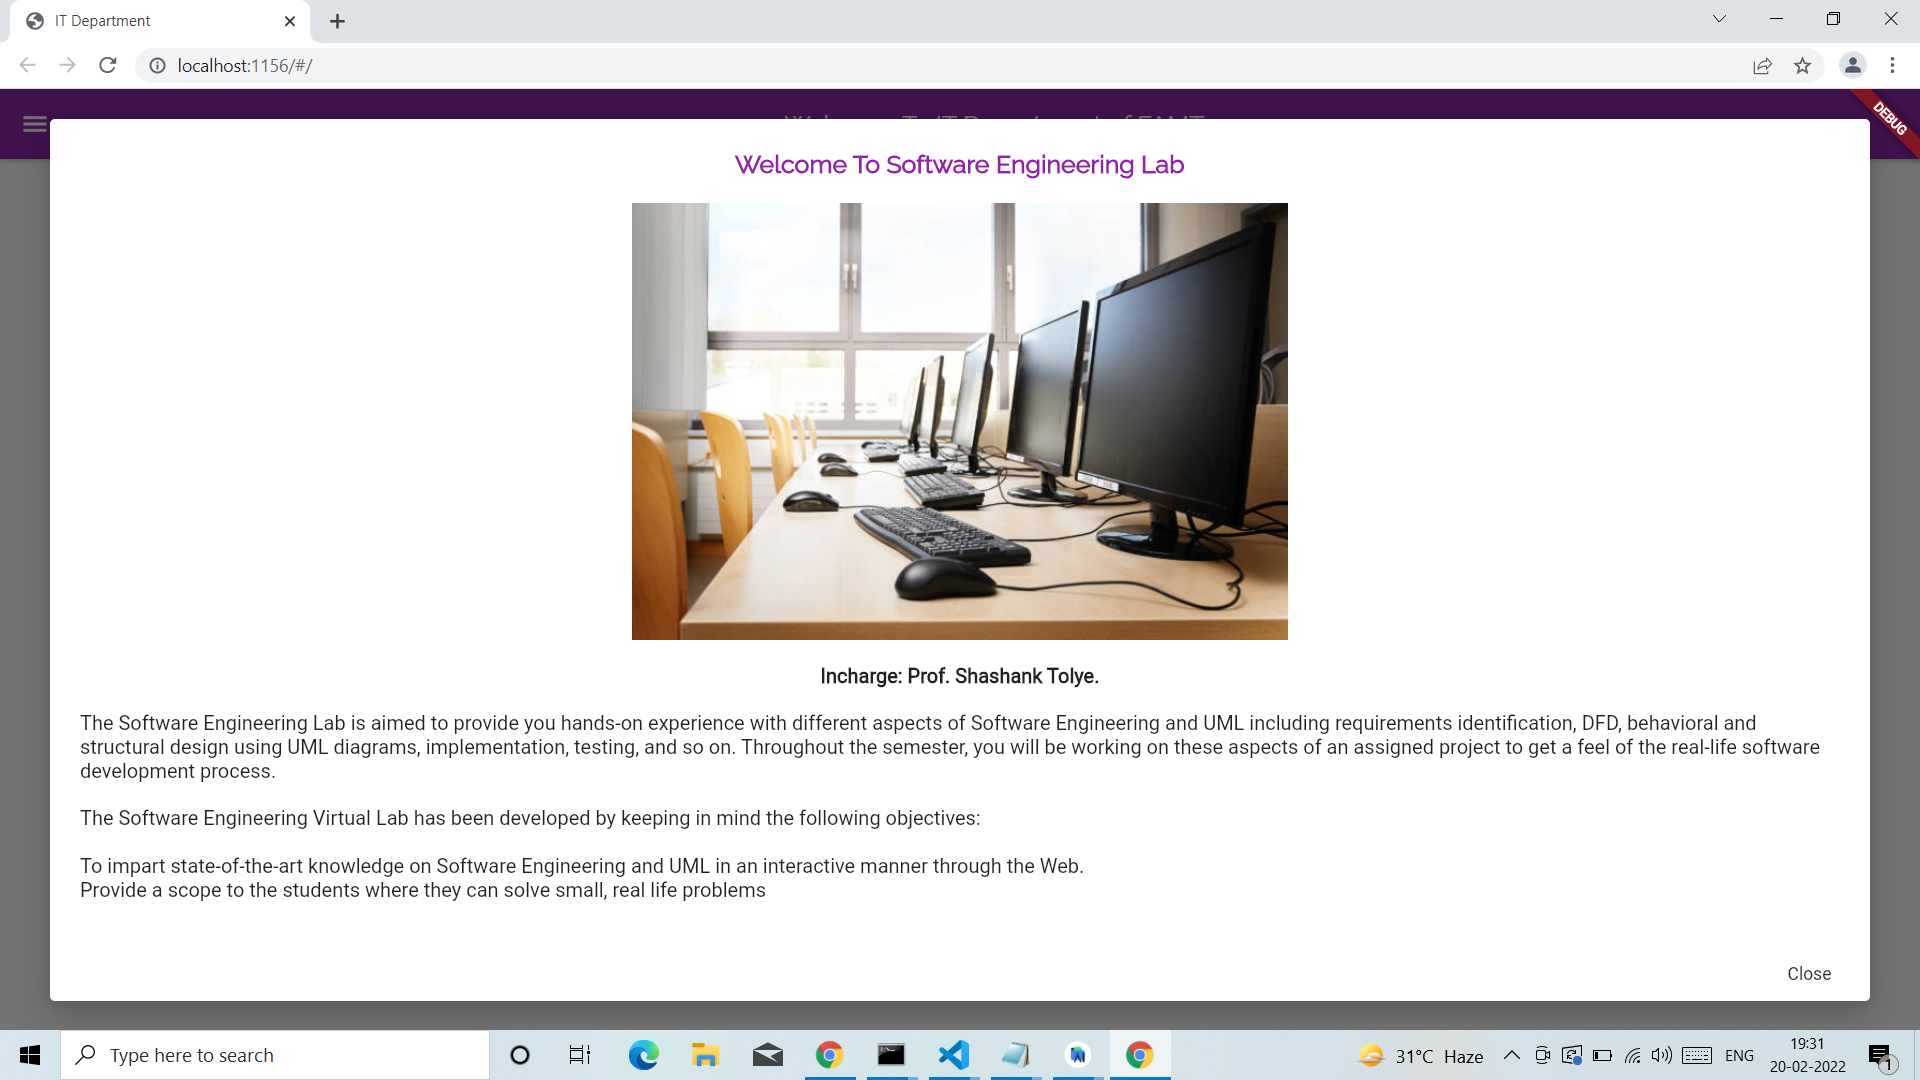 IT Department
localhost:1156/#/
DEBUG
Welcome To Software Engineering Lab
Incharge: Prof. Shashank Tolye.
The Software Engineering Lab is aimed to provide you hands-on experience with different aspects of Software Engineering and UML including requirements identification, DFD, behavioral and
structural design using UML diagrams, implementation, testing, and so on. Throughout the semester, you will be working on these aspects of an assigned project to get a feel of the real-life software
development process.
The Software Engineering Virtual Lab has been developed by keeping in mind the following objectives:
To impart state-of-the-art knowledge on Software Engineering and UML in an interactive manner through the Web.
Provide a scope to the students where they can solve small, real life problems
Close
Type here to search
31°C Haze
ENG
19:31
20-02-2022
1